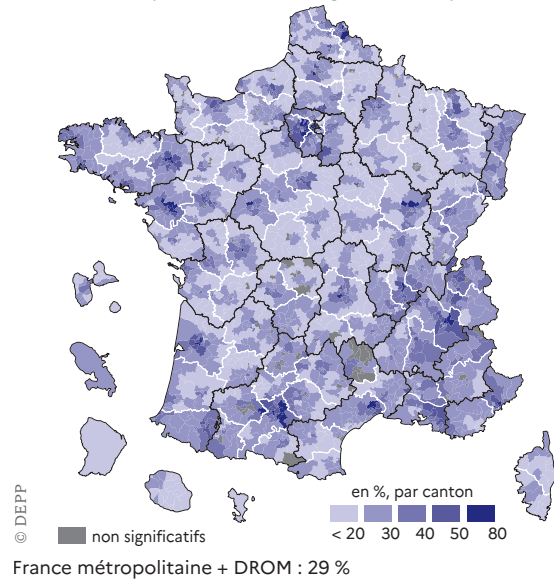 en %, par canton
< 20 30 40 50 80
non significatifs
© DEPP
France métropolitaine + DROM : 29 %